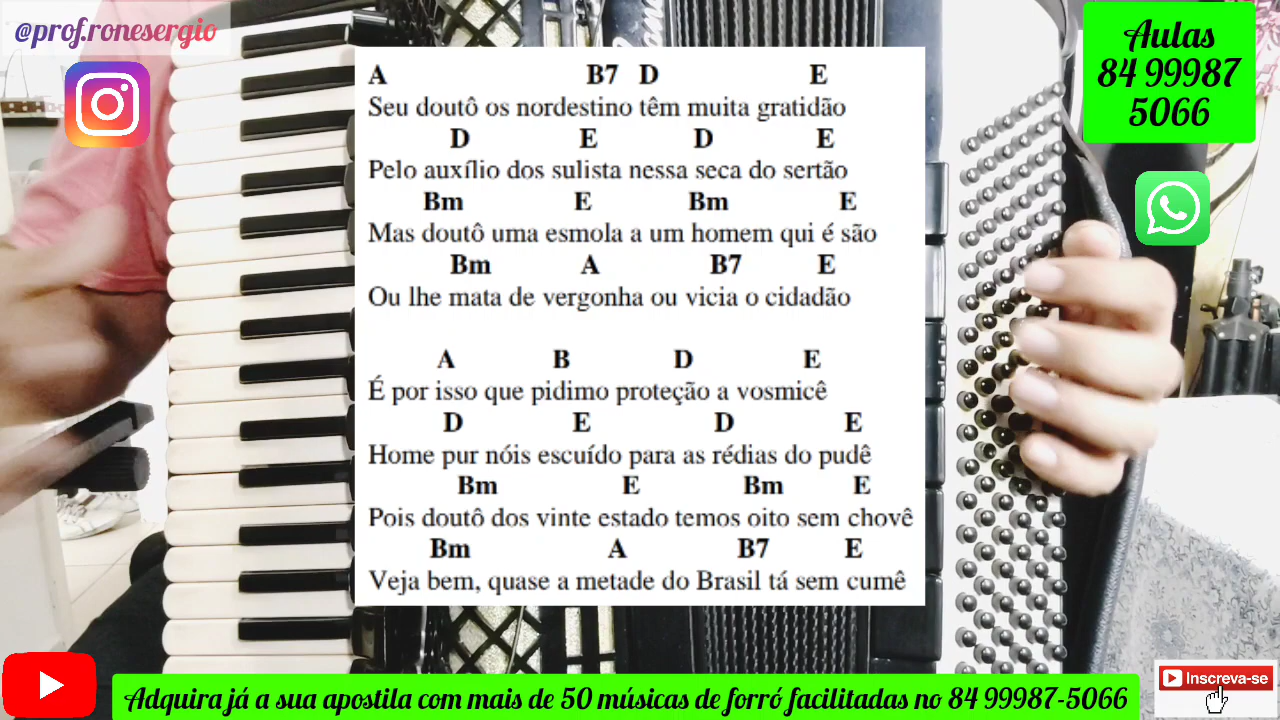 @prof.ronesergio
Aulas
84 99987
5066
A B7 D E
Seu doutô os nordestino têm muita gratidão
D E D E
Pelo auxílio dos sulista nessa seca do sertão
Bm E Bm E
Mas doutô uma esmola a um homem qui é são
Bm A B7 E
Ou lhe mata de vergonha ou vicia o cidadão
A B D E
É por isso que pidimo proteção a vosmicê
D E D E
Home pur nóis escuído para as rédias do pudê
Bm E Bm E
Pois doutô dos vinte estado temos oito sem chovê
Bm A B7 E
Veja bem, quase a metade do Brasil tá sem cumê
Adquira já a sua apostila com mais de 50 músicas de forró facilitadas no 84 99987-5066
Inscreva-se